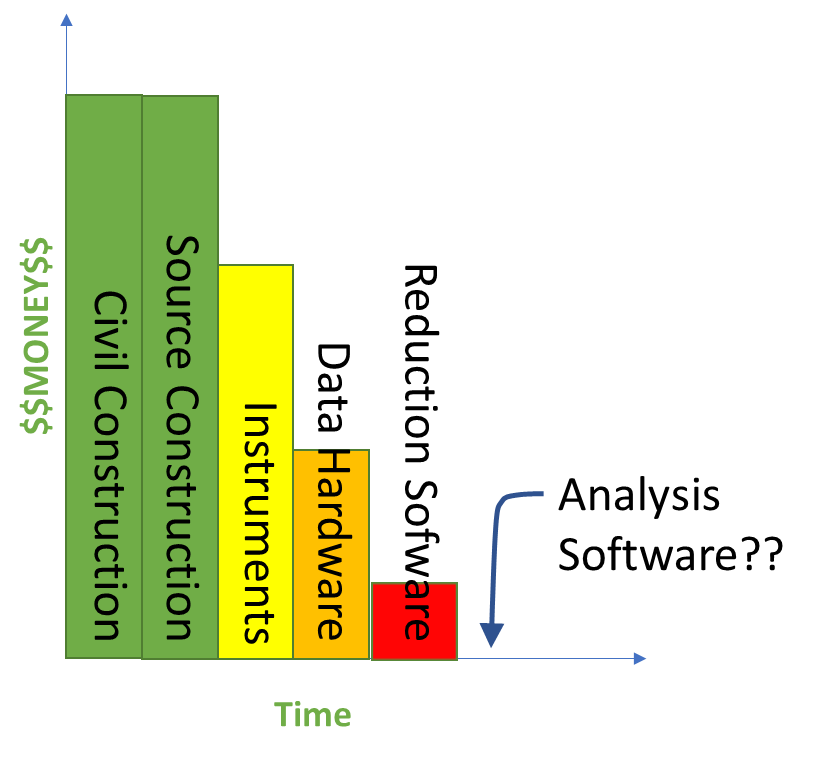 $$MONEY$$
Civil Construction
Source Construction
Instruments
Data Hardware
Reduction Sofware
Analysis
Software??
Time